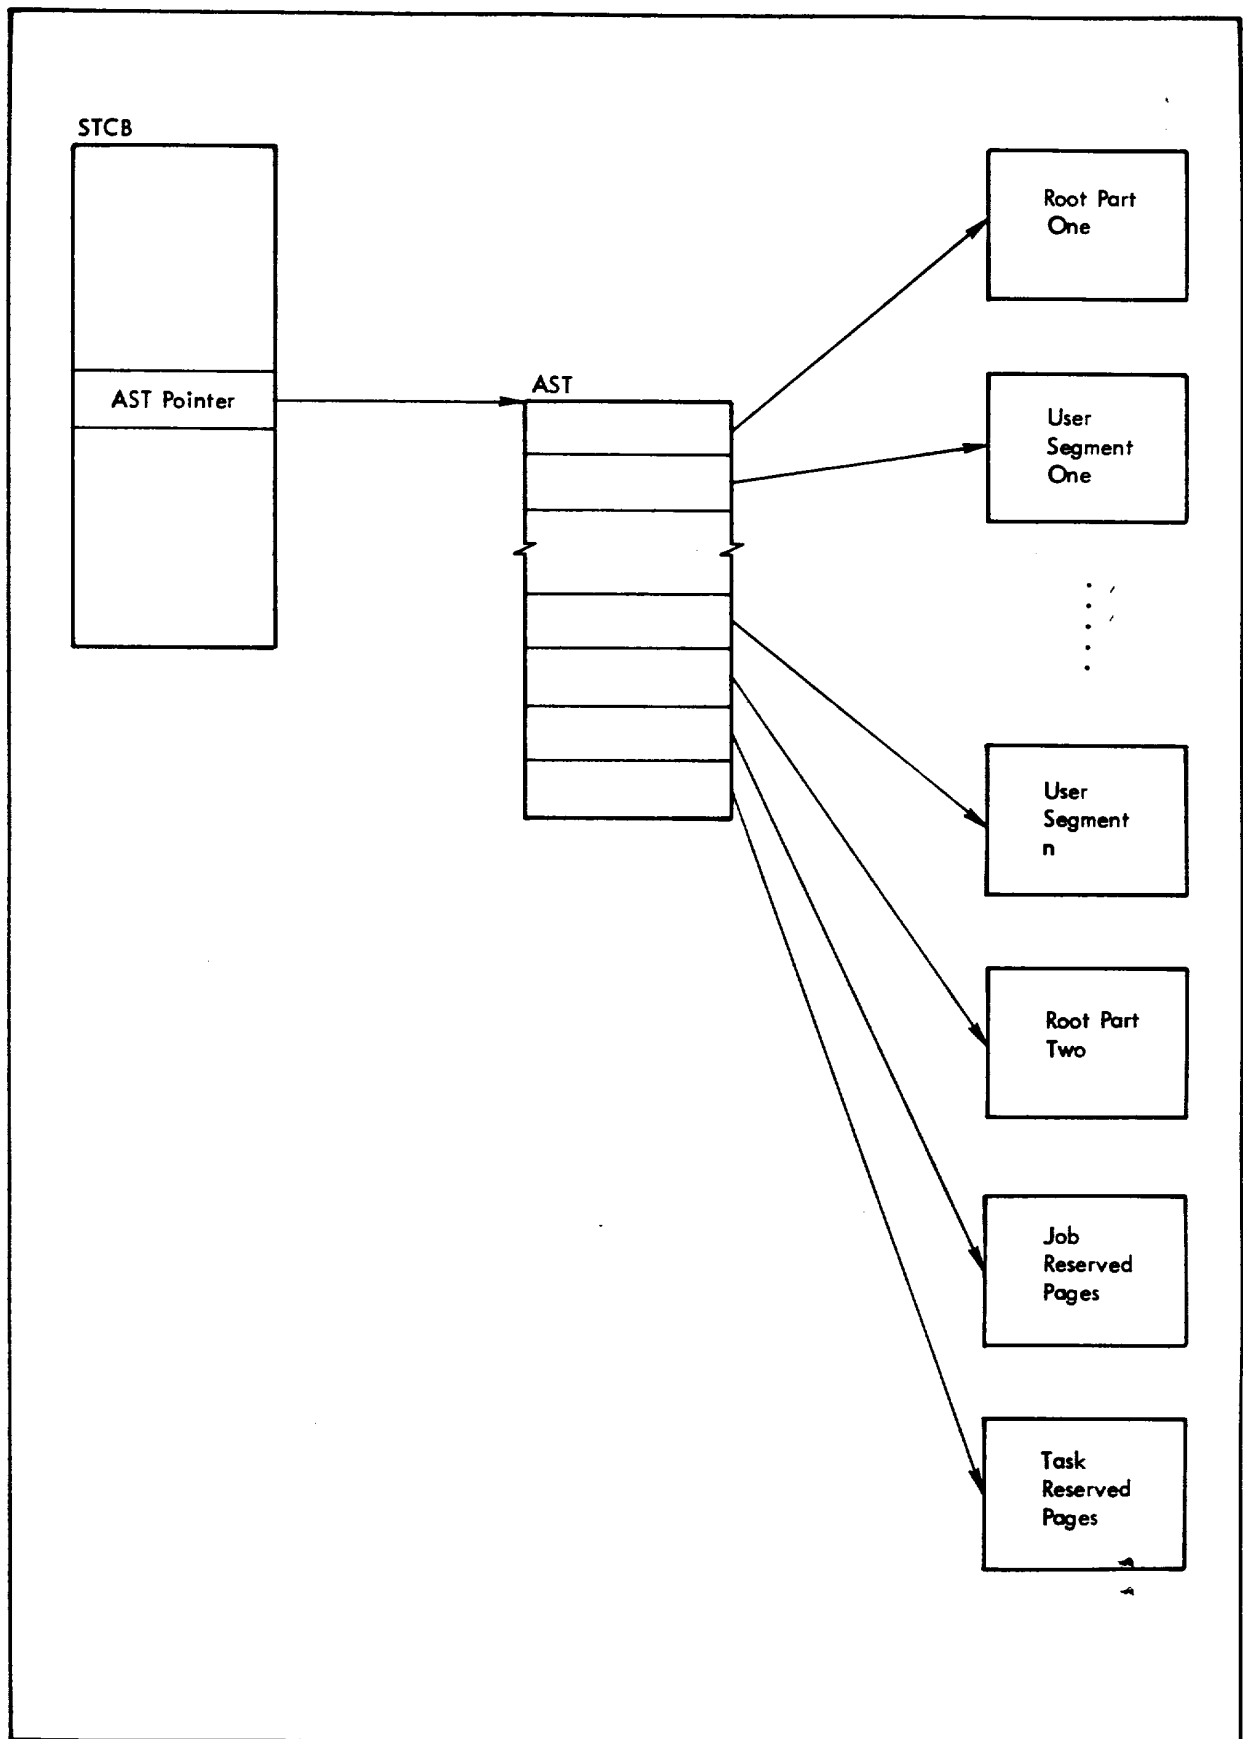 STCB
AST Pointer
AST
Root Part
One
User
Segment
One
User
Segment
n
Root Part
Two
Job
Reserved
Pages
Task
Reserved
Pages